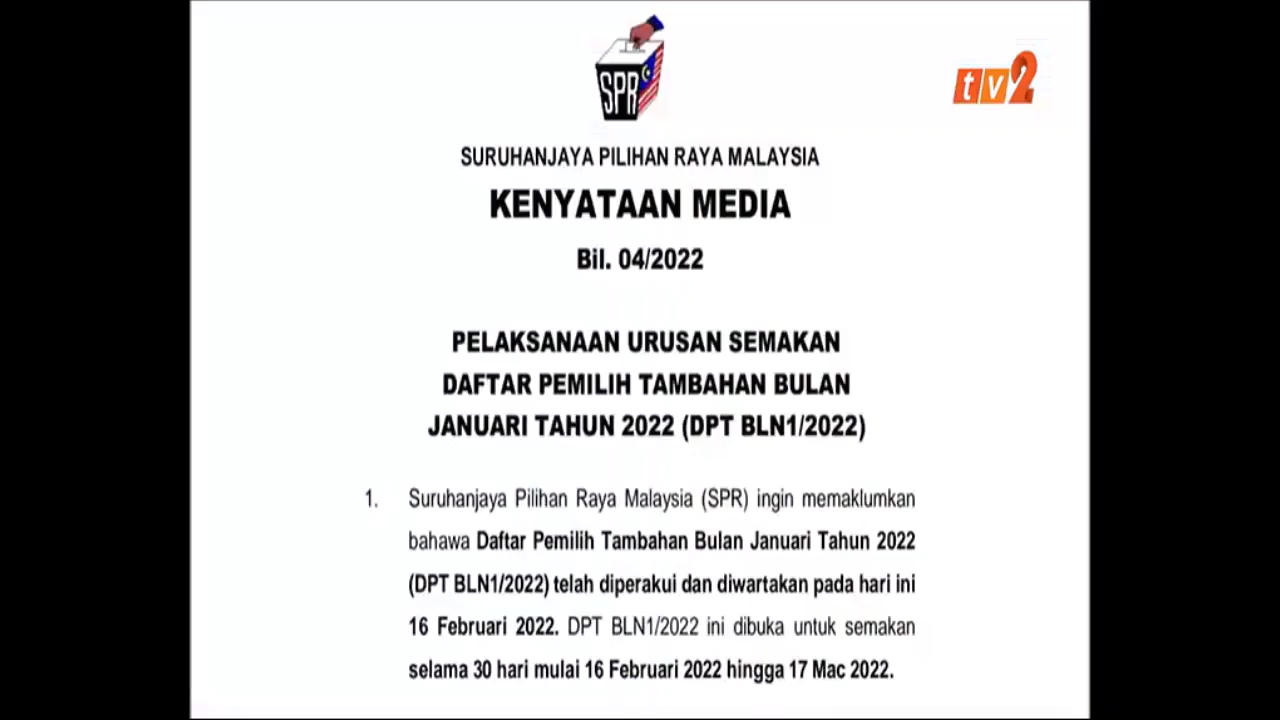 SPR
tv2
SURUHANJAYA PILIHAN RAYA MALAYSIA
KENYATAAN MEDIA
Bil. 04/2022
PELAKSANAAN URUSAN SEMAKAN
DAFTAR PEMILIH TAMBAHAN BULAN
JANUARI TAHUN 2022 (DPT BLN1/2022)
1. Suruhanjaya Pilihan Raya Malaysia (SPR) ingin memaklumkan
bahawa Daftar Pemilih Tambahan Bulan Januari Tahun 2022
(DPT BLN1/2022) telah diperakui dan diwartakan pada hari ini
16 Februari 2022. DPT BLN1/2022 ini dibuka untuk semakan
selama 30 hari mulai 16 Februari 2022 hingga 17 Mac 2022.